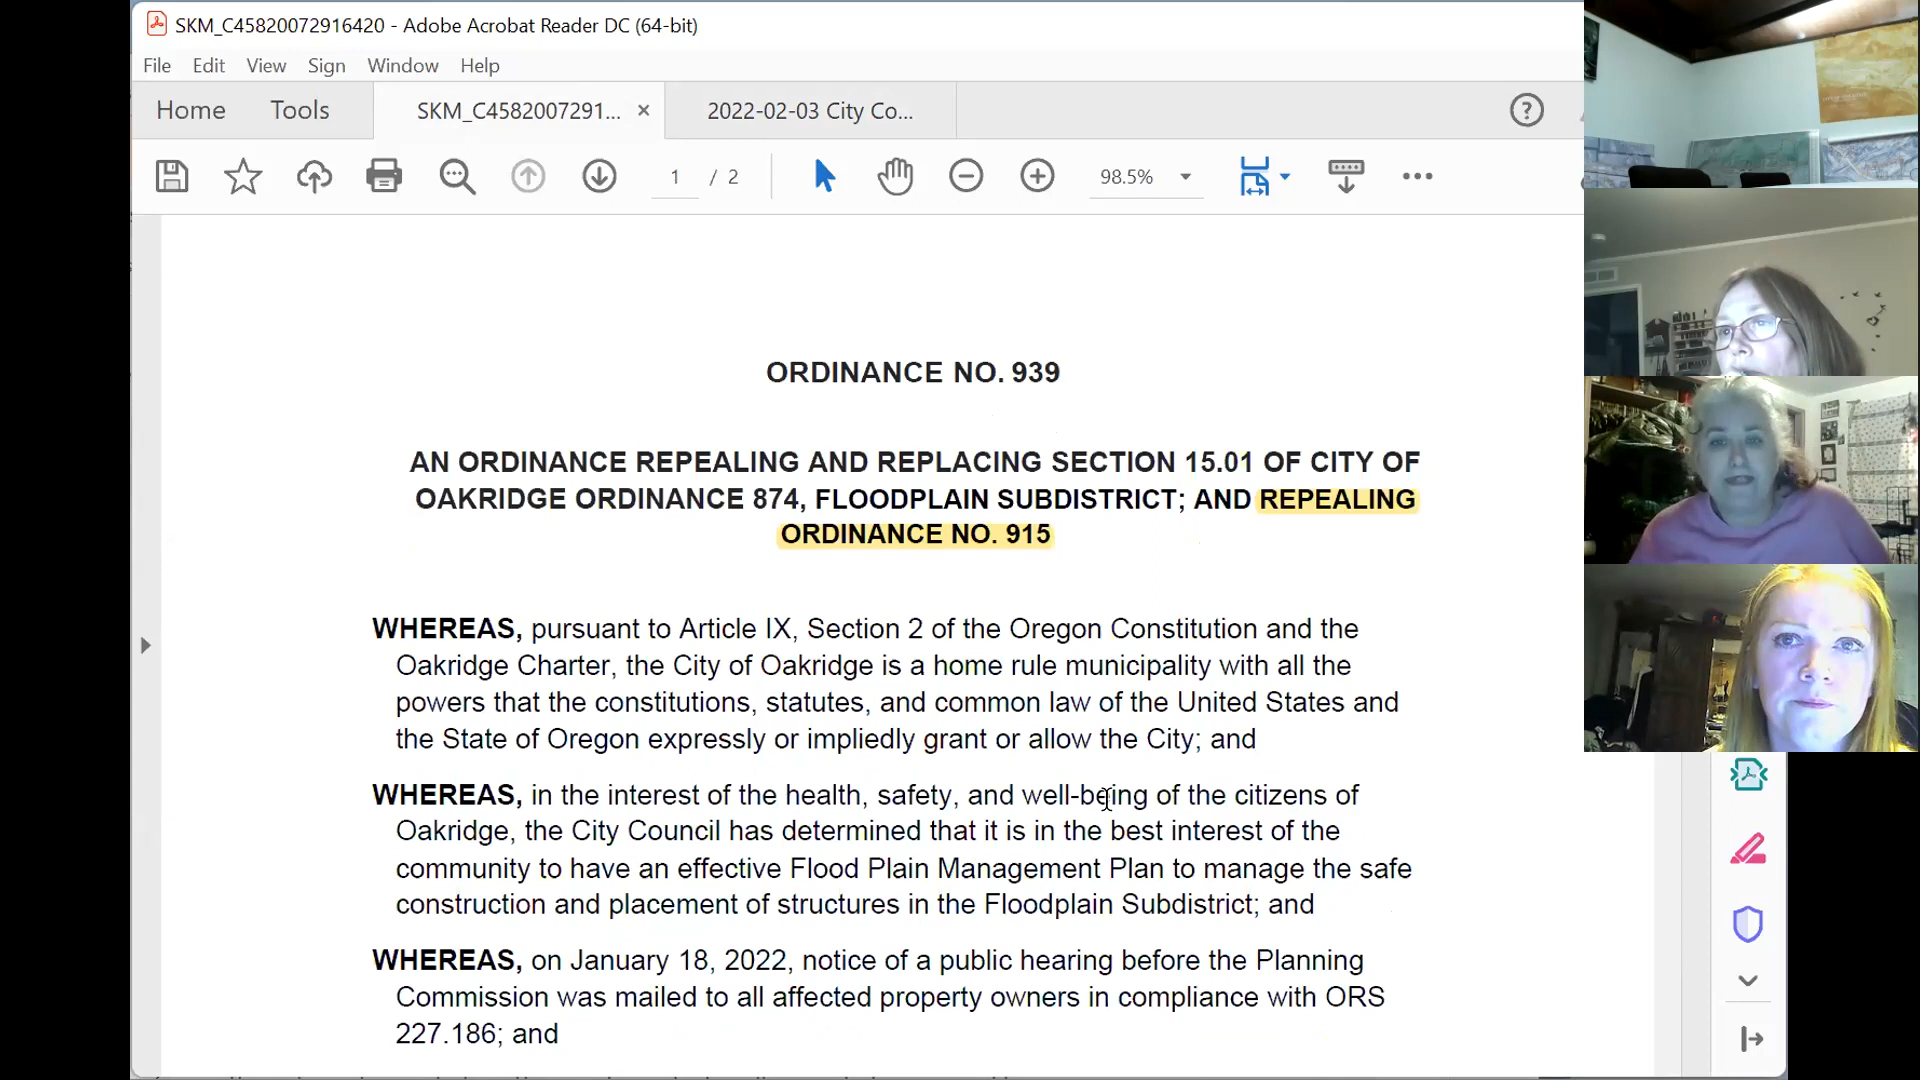 SKM_C45820072916420 - Adobe Acrobat Reader DC (64-bit)
File Edit View Sign Window Help
Home Tools SKM_C4582007291... × 2022-02-03 City Co... ?
1 / 2 98.5%
ORDINANCE NO. 939
AN ORDINANCE REPEALING AND REPLACING SECTION 15.01 OF CITY OF
OAKRIDGE ORDINANCE 874, FLOODPLAIN SUBDISTRICT; AND REPEALING
ORDINANCE NO. 915
WHEREAS, pursuant to Article IX, Section 2 of the Oregon Constitution and the
Oakridge Charter, the City of Oakridge is a home rule municipality with all the
powers that the constitutions, statutes, and common law of the United States and
the State of Oregon expressly or impliedly grant or allow the City; and
WHEREAS, in the interest of the health, safety, and well-being of the citizens of
Oakridge, the City Council has determined that it is in the best interest of the
community to have an effective Flood Plain Management Plan to manage the safe
construction and placement of structures in the Floodplain Subdistrict; and
WHEREAS, on January 18, 2022, notice of a public hearing before the Planning
Commission was mailed to all affected property owners in compliance with ORS
227.186; and